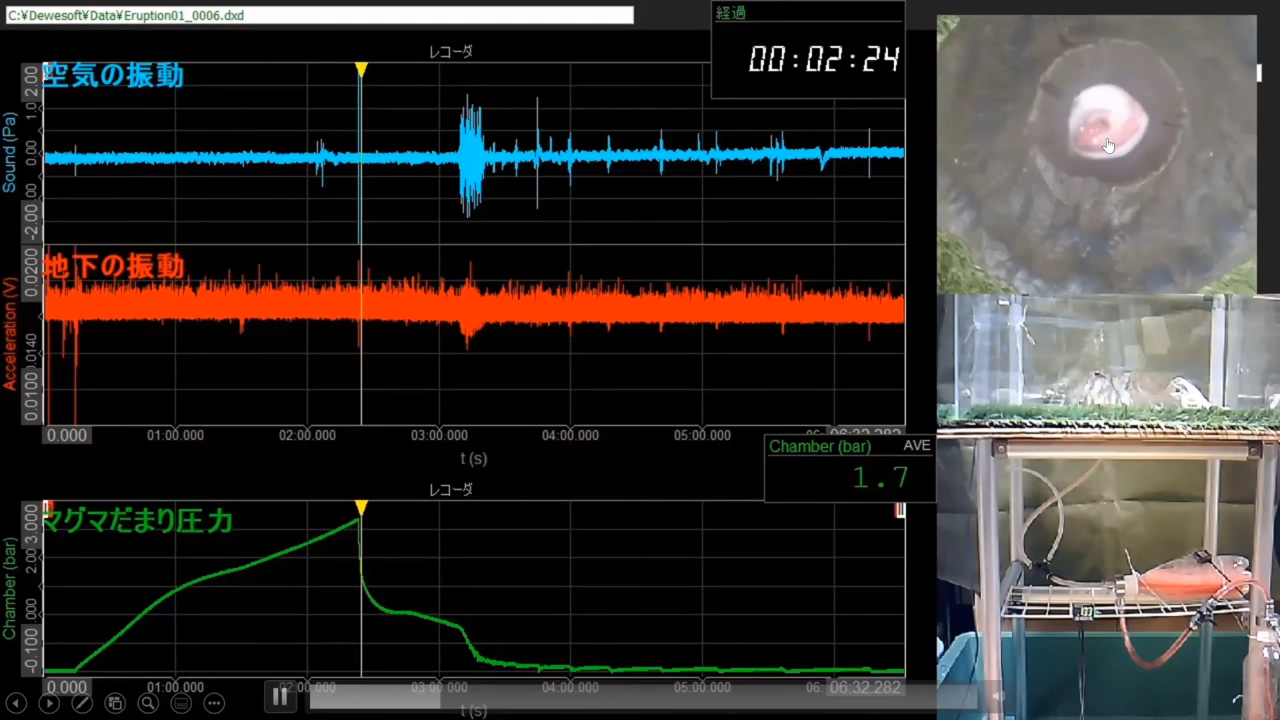 C:¥Dewesoft¥Data¥Eruption01_0006.dxd
経過
00:02:24
レコーダ
空気の振動
Sound (Pa)
2.00
1.0
0.00
-2.00
地下の振動
Acceleration (V)
0.0200
0.0100
0.000
01:00.000
02:00.000
03:00.000
04:00.000
05:00.000
06:32.282
t (s)
Chamber (bar)
AVE
1.7
レコーダ
マグマだまり圧力
Chamber (bar)
3.000
2.00
-0.100
0.000
01:00.000
02:00.000
03:00.000
04:00.000
05:00.000
06:32.282
t (s)